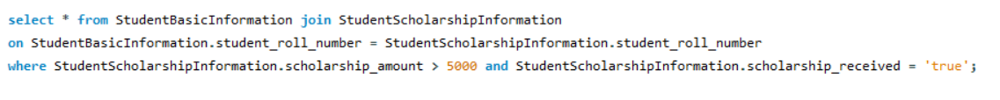 select * from StudentBasicInformation join StudentScholarshipInformation
on StudentBasicInformation.student_roll_number = StudentScholarshipInformation.student_roll_number
where StudentScholarshipInformation.scholarship_amount > 5000 and StudentScholarshipInformation.scholarship_received = 'true';